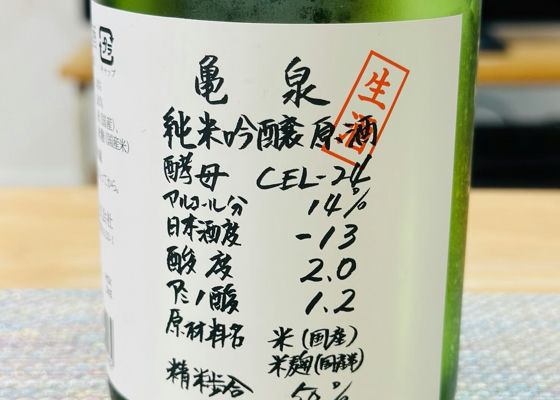 亀泉
生酒
純米吟醸原酒
酵母 CEL-24
アルコール分 14%
日本酒度 -13
酸度 2.0
アミノ酸 1.2
原材料名 米(国産)
米麹(国産米)
精米歩合 50%